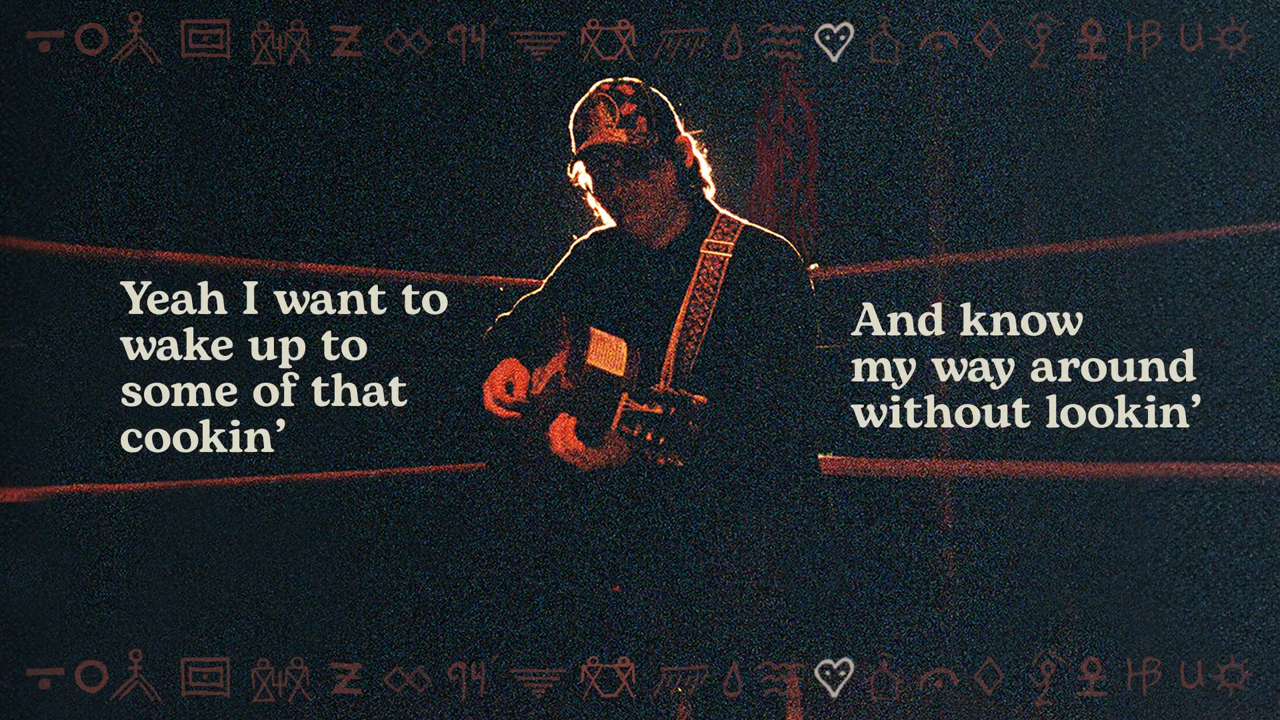 Yeah I want to
wake up to
some of that
cookin’
And know
my way around
without lookin’